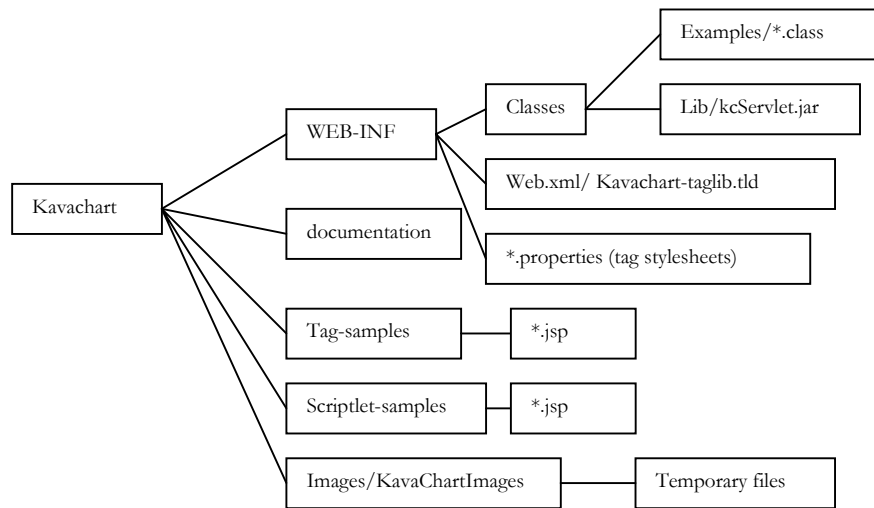 Examples/*.class
Classes
Lib/kcServlet.jar
WEB-INF
Web.xml/ Kavachart-taglib.tld
Kavachart
documentation
*.properties (tag stylesheets)
Tag-samples
*.jsp
Scriptlet-samples
*.jsp
Images/KavaChartImages
Temporary files